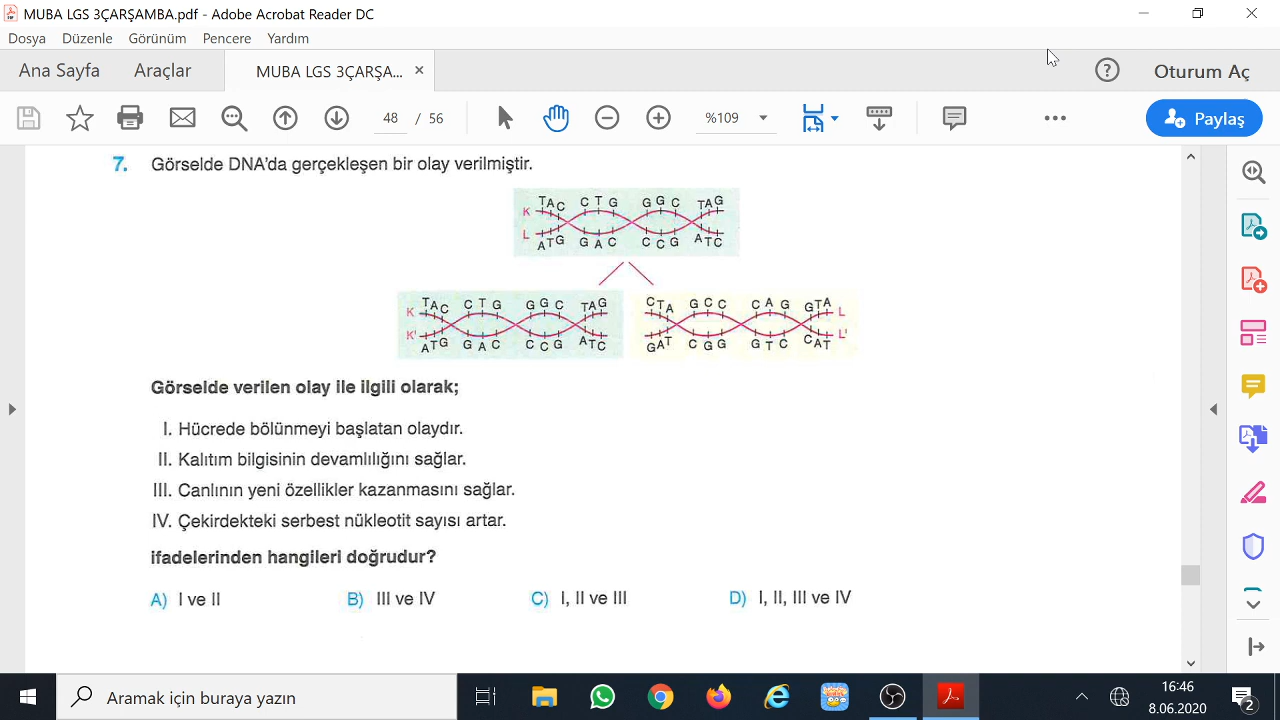 MUBA LGS 3ÇARŞAMBA.pdf - Adobe Acrobat Reader DC
Dosya Düzenle Görünüm Pencere Yardım
Ana Sayfa Araçlar MUBA LGS 3ÇARŞA... × ? Oturum Aç
48 / 56 %109 Paylaş
7. Görselde DNA'da gerçekleşen bir olay verilmiştir.
TAC CTG GGC TAG
K
L
ATG GAC CCG ATC
TAC CTG GGC TAG
K
K'
ATG GAC CCG ATC
CTA GCC CAG GTA
L
L'
GAT CGG GTC CAT
Görselde verilen olay ile ilgili olarak;
I. Hücrede bölünmeyi başlatan olaydır.
II. Kalıtım bilgisinin devamlılığını sağlar.
III. Canlının yeni özellikler kazanmasını sağlar.
IV. Çekirdekteki serbest nükleotit sayısı artar.
ifadelerinden hangileri doğrudur?
A) I ve II B) III ve IV C) I, II ve III D) I, II, III ve IV
Aramak için buraya yazın
16:46
8.06.2020
2